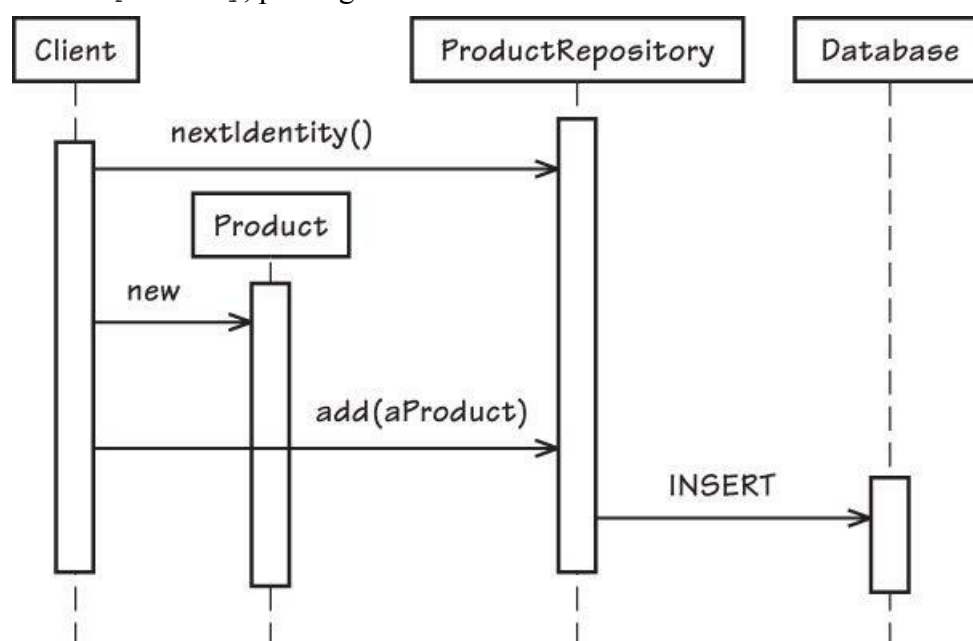 Client
ProductRepository
Database
nextIdentity()
Product
new
add(aProduct)
INSERT